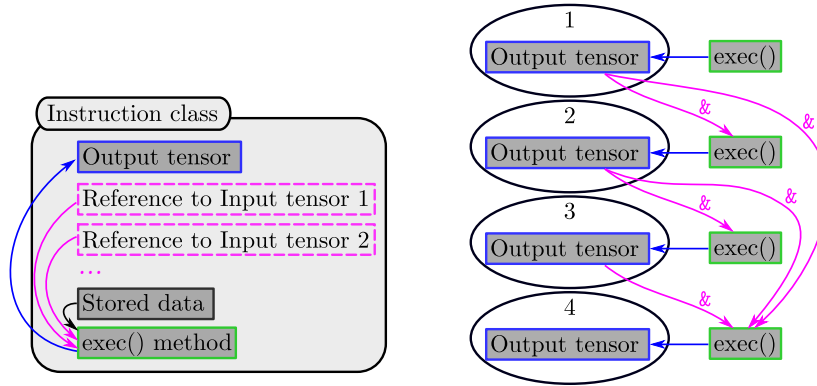 Instruction class
Output tensor
Reference to Input tensor 1
Reference to Input tensor 2
...
Stored data
exec() method
1
Output tensor
exec()
&
&
2
Output tensor
exec()
&
&
3
Output tensor
exec()
&
4
Output tensor
exec()